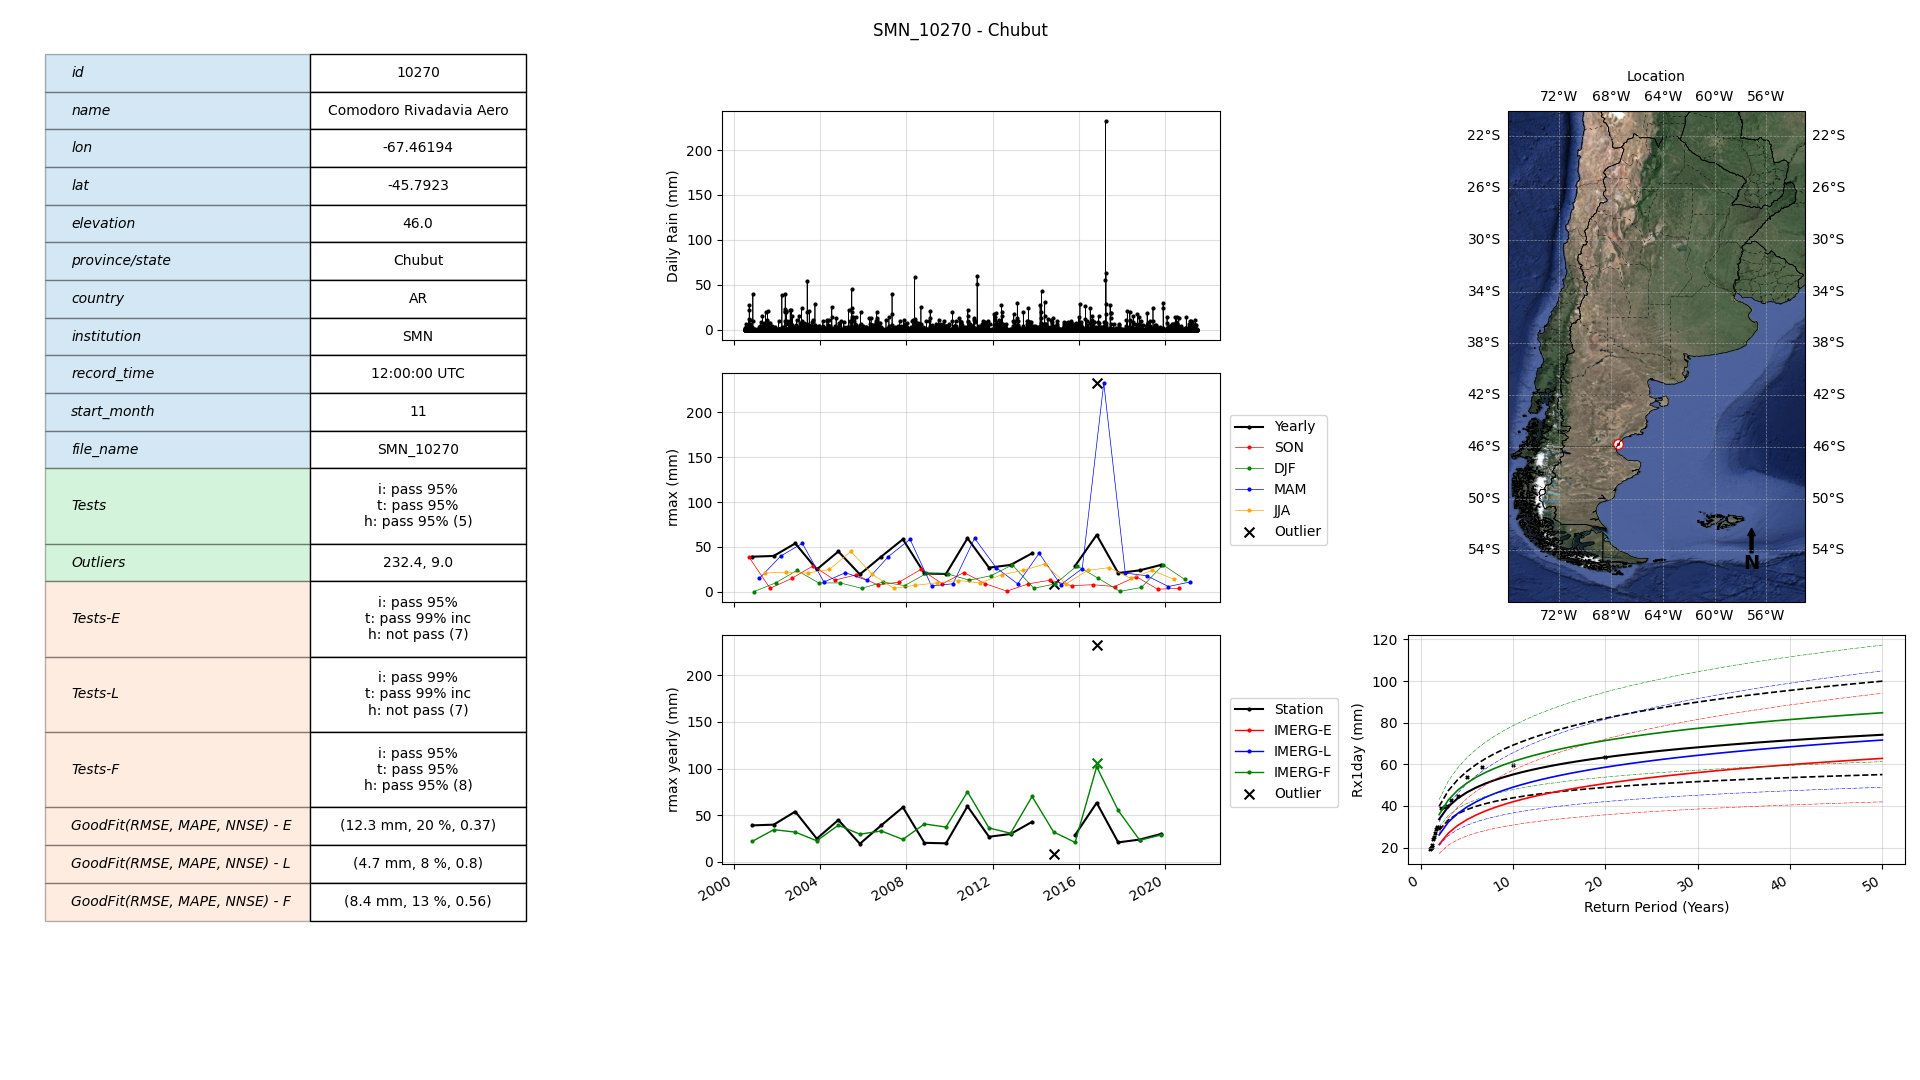 SMN_10270 - Chubut
id 10270
name Comodoro Rivadavia Aero
lon -67.46194
lat -45.7923
elevation 46.0
province/state Chubut
country AR
institution SMN
record_time 12:00:00 UTC
start_month 11
file_name SMN_10270
Tests
i: pass 95%
t: pass 95%
h: pass 95% (5)
Outliers 232.4, 9.0
Tests-E
i: pass 95%
t: pass 99% inc
h: not pass (7)
Tests-L
i: pass 99%
t: pass 99% inc
h: not pass (7)
Tests-F
i: pass 95%
t: pass 95%
h: pass 95% (8)
GoodFit(RMSE, MAPE, NNSE) - E (12.3 mm, 20 %, 0.37)
GoodFit(RMSE, MAPE, NNSE) - L (4.7 mm, 8 %, 0.8)
GoodFit(RMSE, MAPE, NNSE) - F (8.4 mm, 13 %, 0.56)
Daily Rain (mm)
200
150
100
50
0
rmax (mm)
200
150
100
50
0
Yearly
SON
DJF
MAM
JJA
Outlier
rmax yearly (mm)
200
150
100
50
0
2000 2004 2008 2012 2016 2020
Station
IMERG-E
IMERG-L
IMERG-F
Outlier
Location
72°W 68°W 64°W 60°W 56°W
22°S 22°S
26°S 26°S
30°S 30°S
34°S 34°S
38°S 38°S
42°S 42°S
46°S 46°S
50°S 50°S
54°S 54°S
N
72°W 68°W 64°W 60°W 56°W
Rx1day (mm)
120
100
80
60
40
20
0 10 20 30 40 50
Return Period (Years)